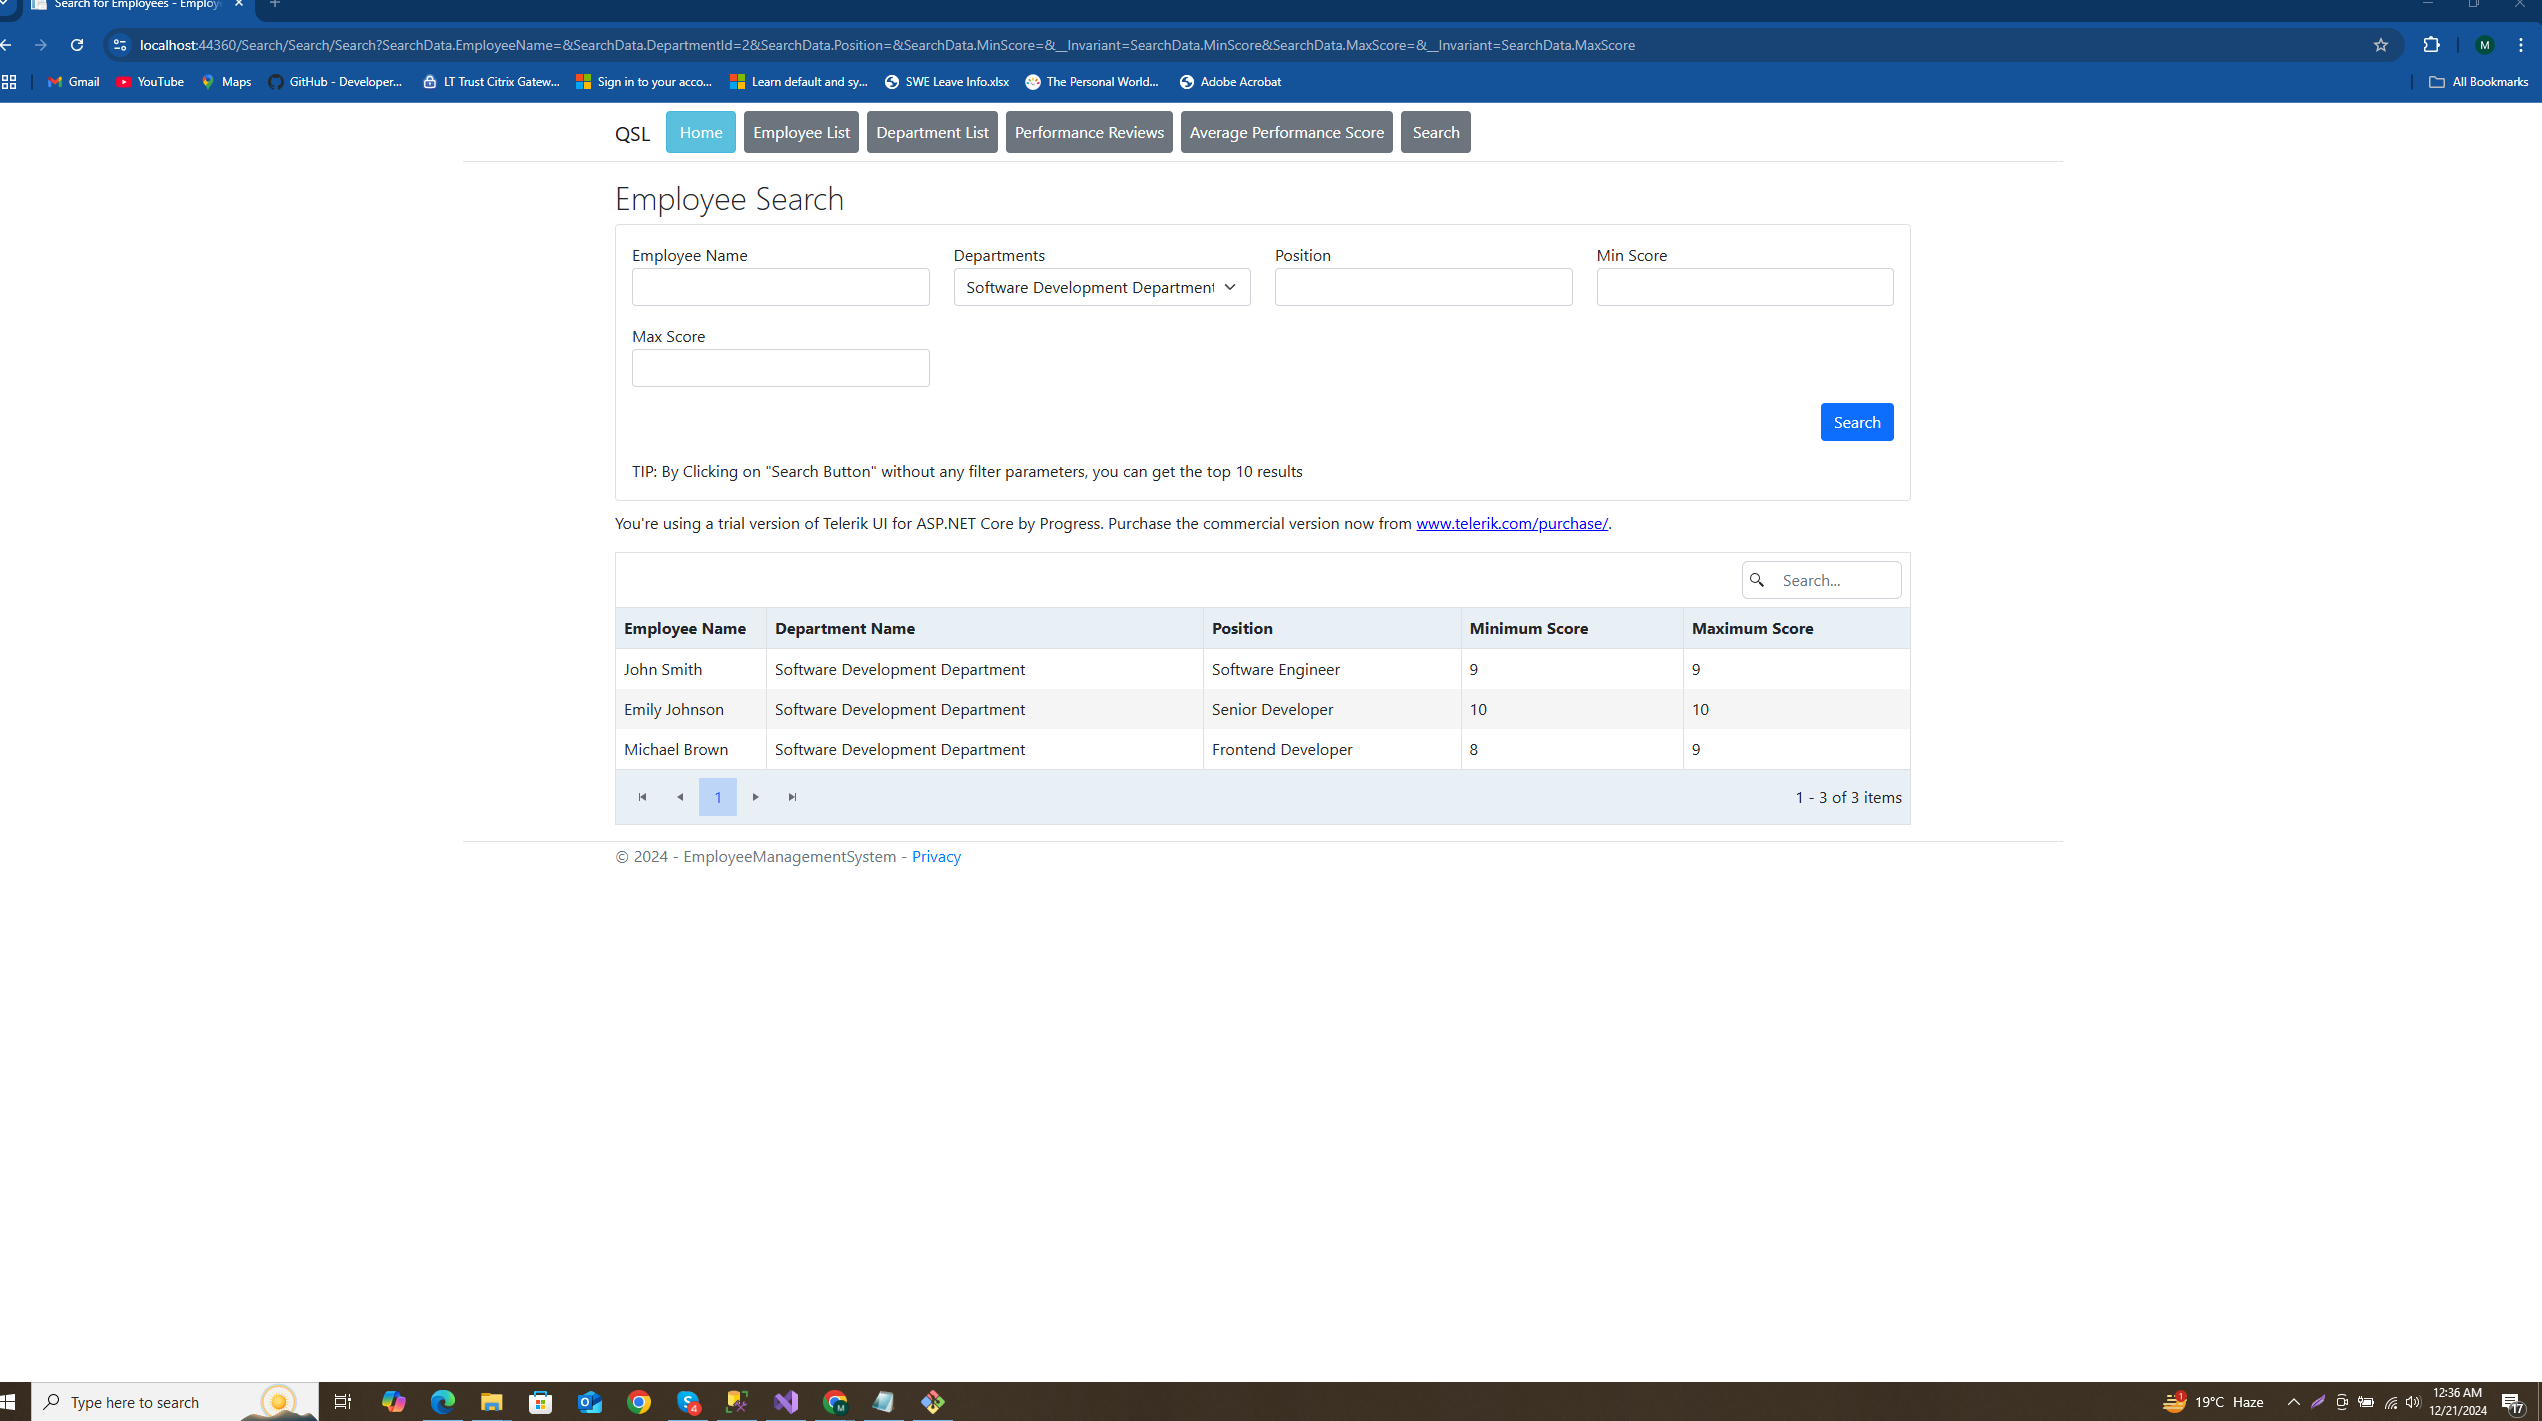 Search for Employees - Employ
localhost:44360/Search/Search/Search?SearchData.EmployeeName=&SearchData.DepartmentId=2&SearchData.Position=&SearchData.MinScore=&__Invariant=SearchData.MinScore&SearchData.MaxScore=&__Invariant=SearchData.MaxScore
M
Gmail YouTube Maps GitHub - Developer... LT Trust Citrix Gatew... Sign in to your acco... Learn default and sy... SWE Leave Info.xlsx The Personal World... Adobe Acrobat All Bookmarks
QSL Home Employee List Department List Performance Reviews Average Performance Score Search
Employee Search
Employee Name Departments Position Min Score
Software Development Department
Max Score
Search
TIP: By Clicking on "Search Button" without any filter parameters, you can get the top 10 results
You're using a trial version of Telerik UI for ASP.NET Core by Progress. Purchase the commercial version now from www.telerik.com/purchase/.
Search...
Employee Name Department Name Position Minimum Score Maximum Score
John Smith Software Development Department Software Engineer 9 9
Emily Johnson Software Development Department Senior Developer 10 10
Michael Brown Software Development Department Frontend Developer 8 9
1 1 - 3 of 3 items
© 2024 - EmployeeManagementSystem - Privacy
Type here to search 4 M 1 19°C Haze 12:36 AM
12/21/2024 17